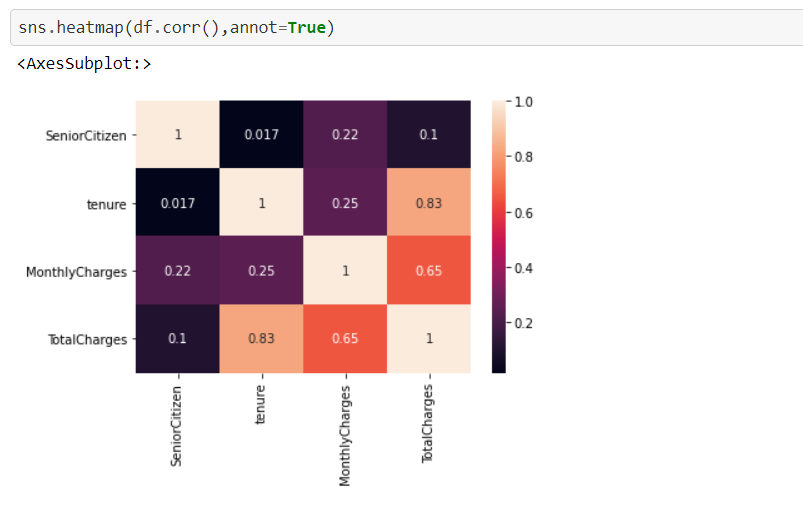 sns.heatmap(df.corr(),annot=True)
<AxesSubplot:>
SeniorCitizen 1 0.017 0.22 0.1
tenure 0.017 1 0.25 0.83
MonthlyCharges 0.22 0.25 1 0.65
TotalCharges 0.1 0.83 0.65 1
SeniorCitizen
tenure
MonthlyCharges
TotalCharges
1.0
0.8
0.6
0.4
0.2